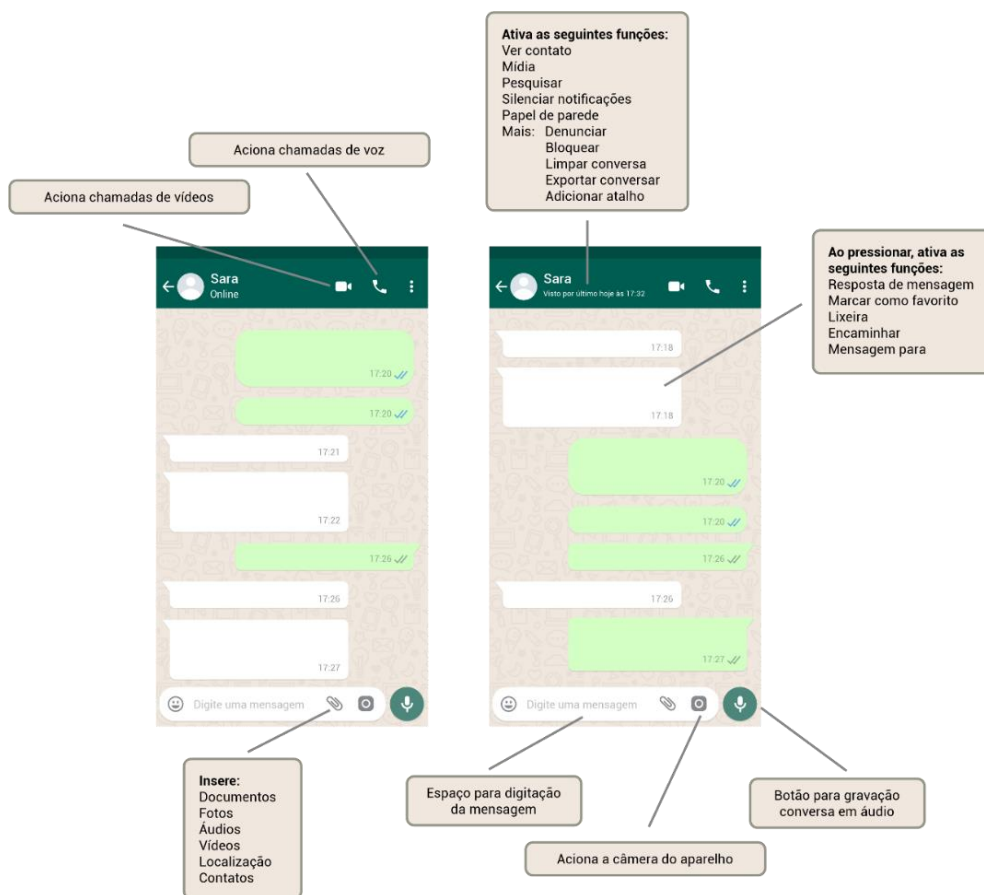 Ativa as seguintes funções:
Ver contato
Mídia
Pesquisar
Silenciar notificações
Papel de parede
Mais: Denunciar
Bloquear
Limpar conversa
Exportar conversar
Adicionar atalho
Aciona chamadas de voz
Aciona chamadas de vídeos
Ao pressionar, ativa as
seguintes funções:
Resposta de mensagem
Marcar como favorito
Lixeira
Encaminhar
Mensagem para
Sara
Online
17:20
17:20
17:21
17:22
17:26
17:26
17:27
Digite uma mensagem
Sara
Visto por último hoje às 17:32
17:18
17:18
17:20
17:20
17:26
17:26
17:27
Digite uma mensagem
Insere:
Documentos
Fotos
Áudios
Vídeos
Localização
Contatos
Espaço para digitação
da mensagem
Aciona a câmera do aparelho
Botão para gravação
conversa em áudio